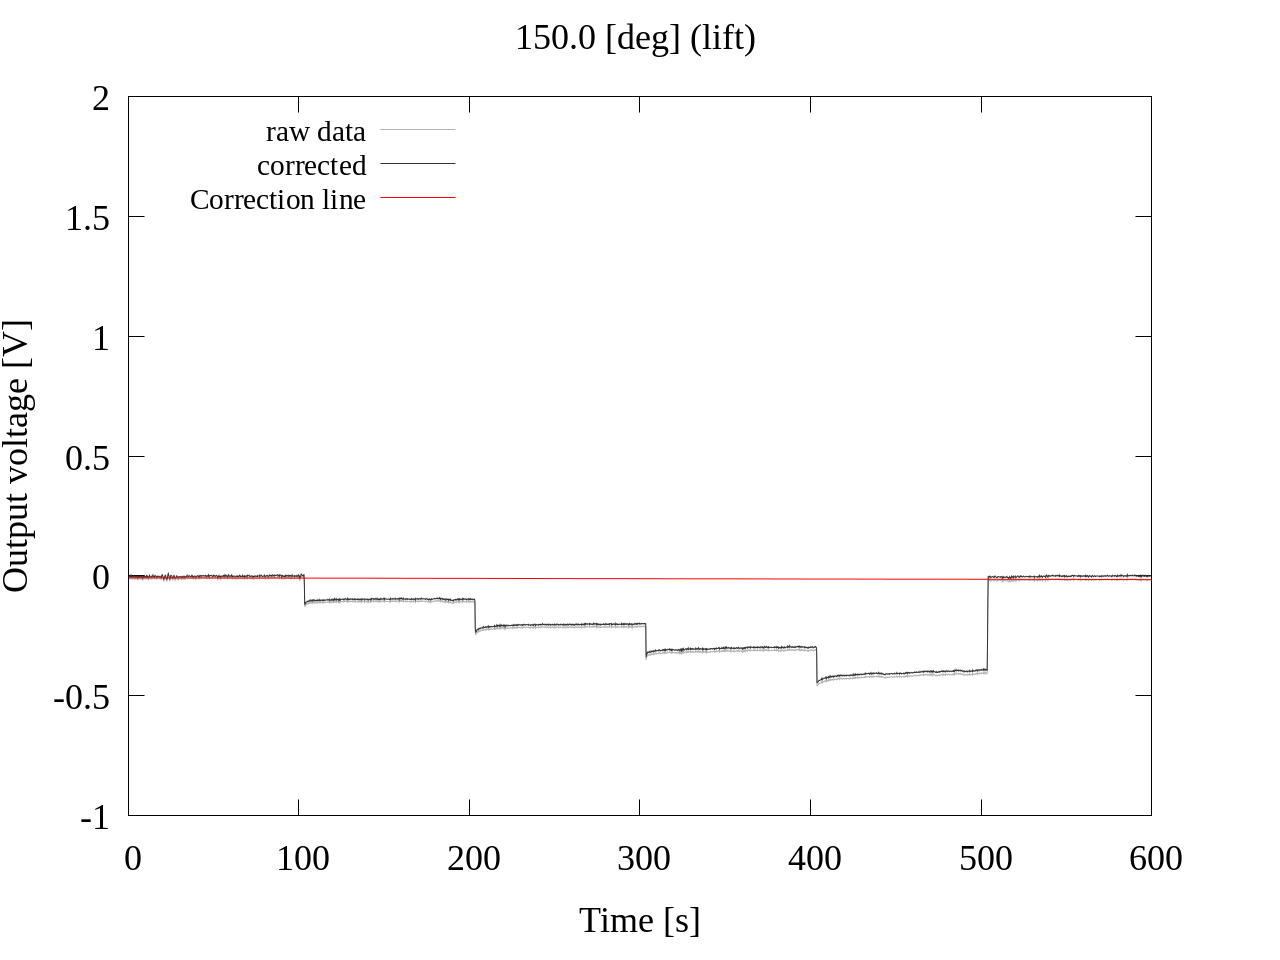 150.0 [deg] (lift)
2
1.5
1
0.5
0
-0.5
-1
raw data
corrected
Correction line
Output voltage [V]
0 100 200 300 400 500 600
Time [s]